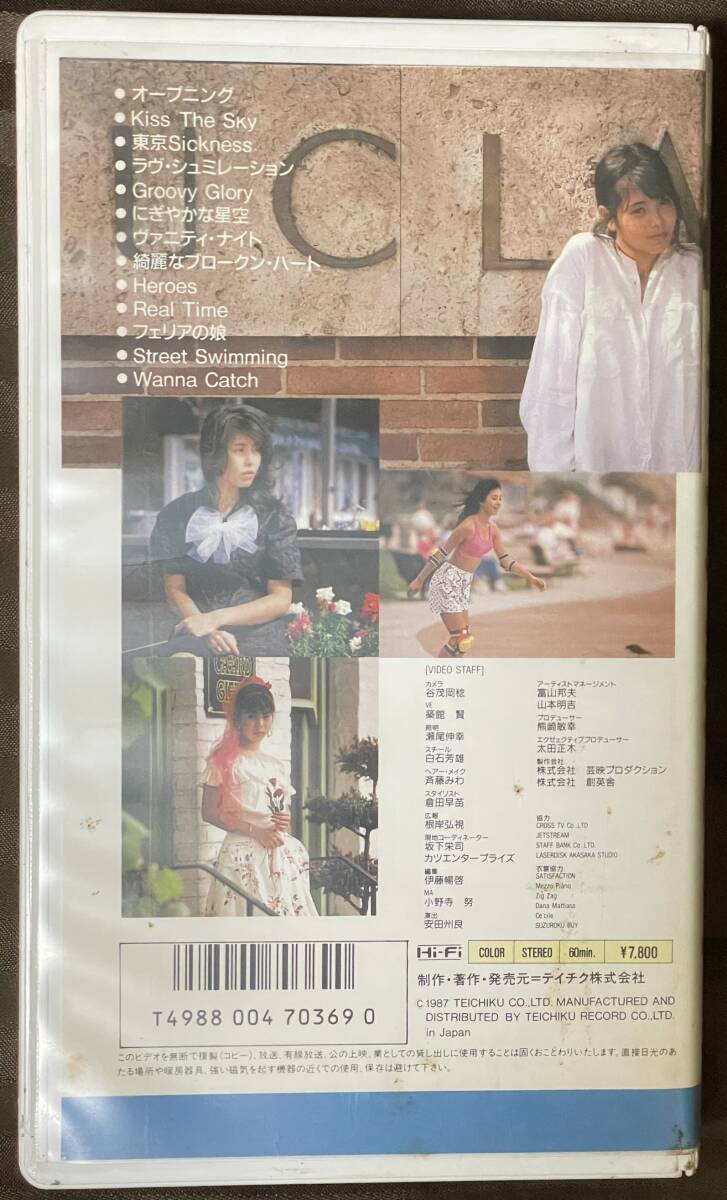 U.C L A
● オープニング
● Kiss The Sky
● 東京Sickness
● ラヴ・シュミレーション
● Groovy Glory
● にぎやかな星空
● ヴァニティ・ナイト
● 綺麗なブロークン・ハート
● Heroes
● Real Time
● フェリアの娘
● Street Swimming
● Wanna Catch
[VIDEO STAFF]
カメラ
谷茂岡稔
VE
築館 賢
照明
瀬尾伸幸
スチール
白石芳雄
ヘアー・メイク
斉藤みわ
スタイリスト
倉田早苗
広報
根岸弘視
現地コーディネーター
坂下栄司
カツエンタープライズ
編集
伊藤暢啓
MA
小野寺 努
演出
安田州良
アーティストマネージメント
富山邦夫
山本明吉
プロデューサー
熊崎敏幸
エクゼェクティブプロデューサー
太田正木
製作会社
株式会社 芸映プロダクション
株式会社 創英舎
協力
CROSS TV Co.,LTD
JETSTREAM
STAFF BANK Co.,LTD.
LASERDISK AKASAKA STUDIO
衣裳協力
SATISFACTION
Mezzo Piano
Zig Zag
Dana Mattiass
Ce'cile
SUZUROKU BUY
Hi-Fi COLOR STEREO 60min. ¥7,800
制作・著作・発売元=テイチク株式会社
©1987 TEICHIKU CO.,LTD. MANUFACTURED AND
DISTRIBUTED BY TEICHIKU RECORD CO.,LTD.
in Japan
T4988 004 70369 0
このビデオを無断で複製(コピー)、放送、有線放送、公の上映、業としての貸し出しに使用することは固くおことわりいたします。直接日光のあ
たる場所や暖房器具、強い磁気を起す機器の近くでの使用、保存は避けて下さい。